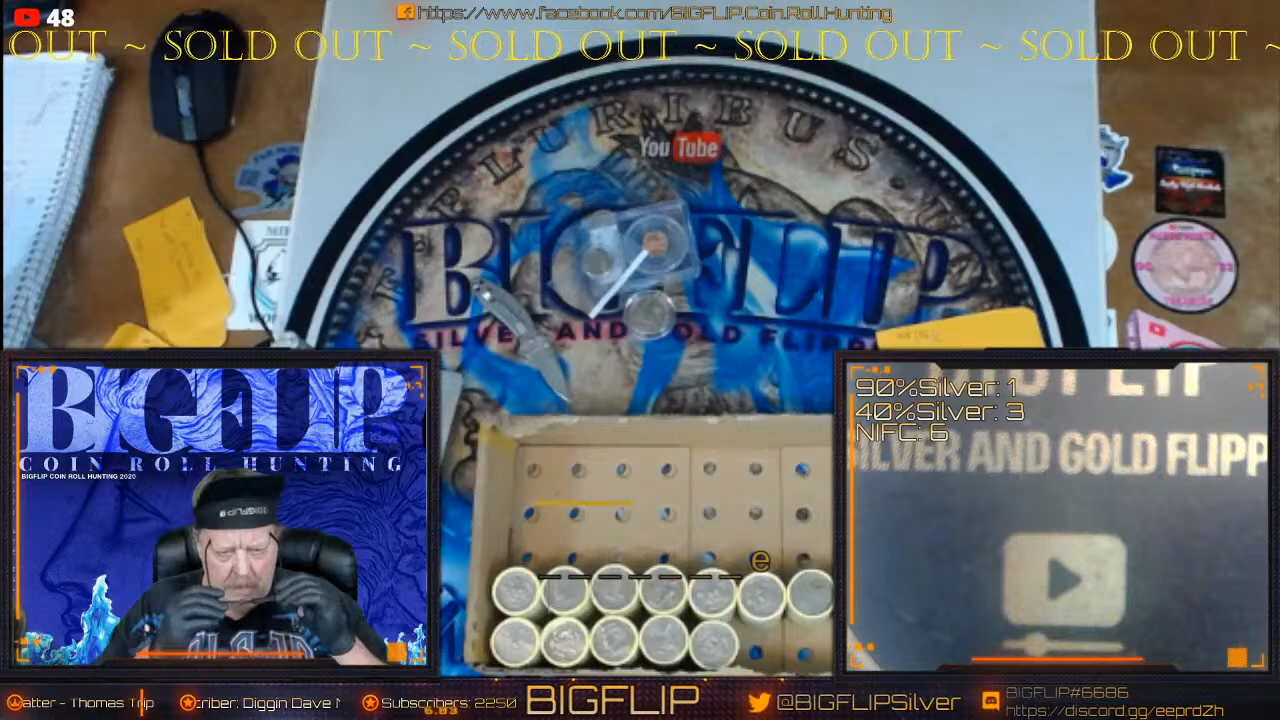 48
https://www.facebook.com/BIGFLIP.Coin.Roll.Hunting
OUT ~ SOLD OUT ~ SOLD OUT ~ SOLD OUT ~ SOLD OUT ~
PLURIBUS
YouTube
BIGFLIP
SILVER AND GOLD FLIPP
BIGFLIP
COIN ROLL HUNTING
BIGFLIP COIN ROLL HUNTING 2020
BIGFLIP
90%Silver: 1
40%Silver: 3
NIFC: 6
ILVER AND GOLD FLIPP
e
atter - Thomas Trip
criber: Diggin Dave
Subscribers: 2250
BIGFLIP
@BIGFLIPSilver
BIGFLIP#6686
https://discord.gg/eeprdZh